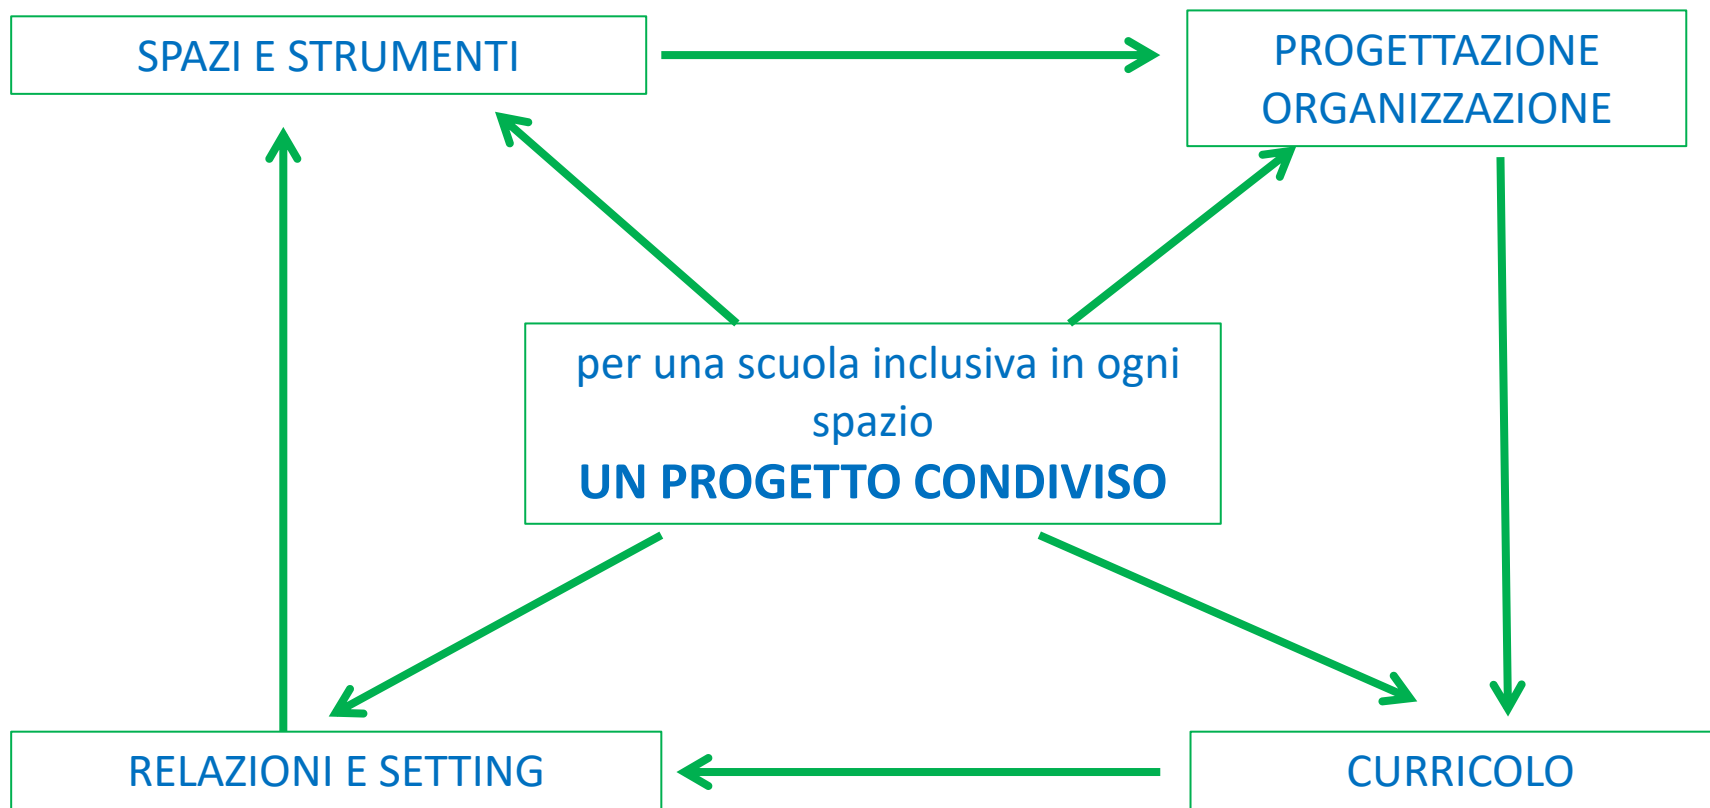 SPAZI E STRUMENTI
PROGETTAZIONE
ORGANIZZAZIONE
per una scuola inclusiva in ogni
spazio
UN PROGETTO CONDIVISO
RELAZIONI E SETTING
CURRICOLO